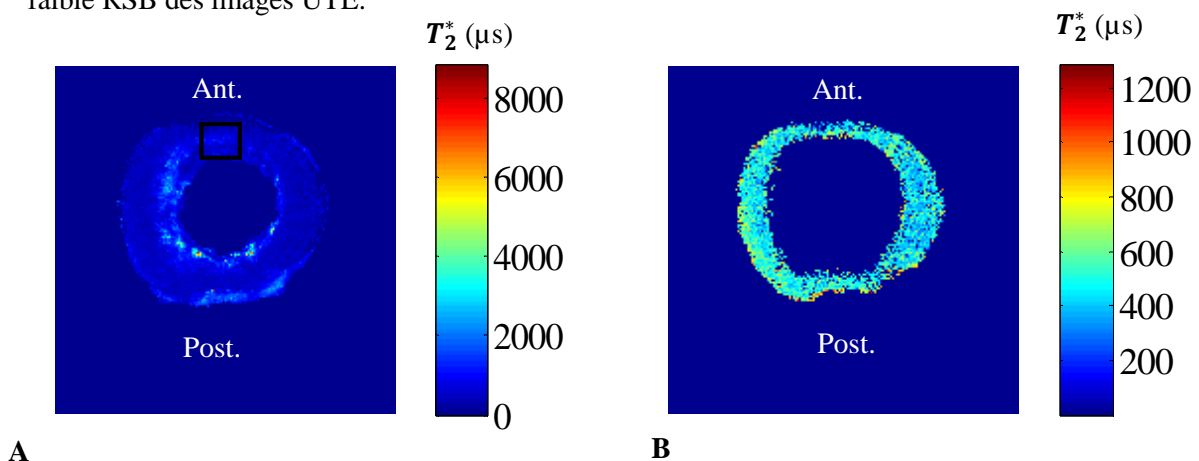 faible RSB des images UTE.
T₂* (µs)
T₂* (µs)
Ant.
8000
6000
4000
2000
0
Post.
Ant.
1200
1000
800
600
400
200
Post.
A
B